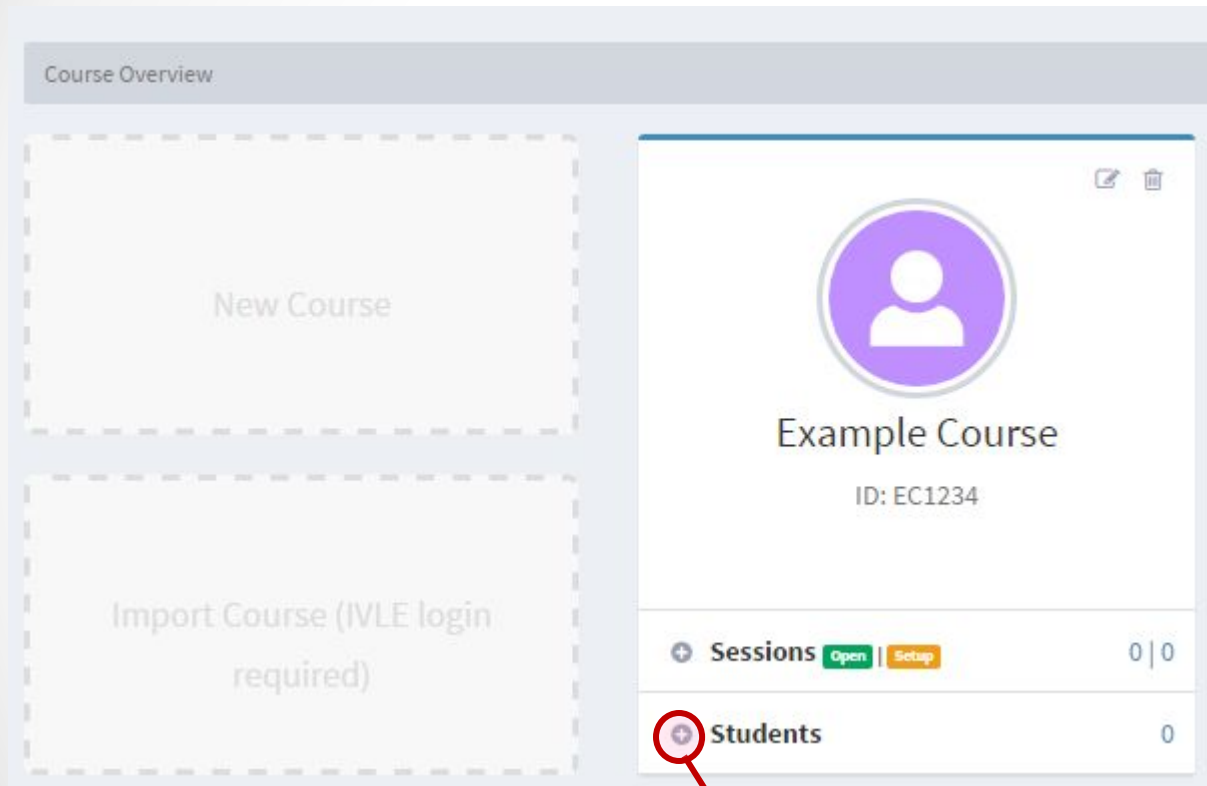 Course Overview
New Course
Import Course (IVLE login
required)
Example Course
ID: EC1234
Sessions Open | Setup 0 | 0
Students 0